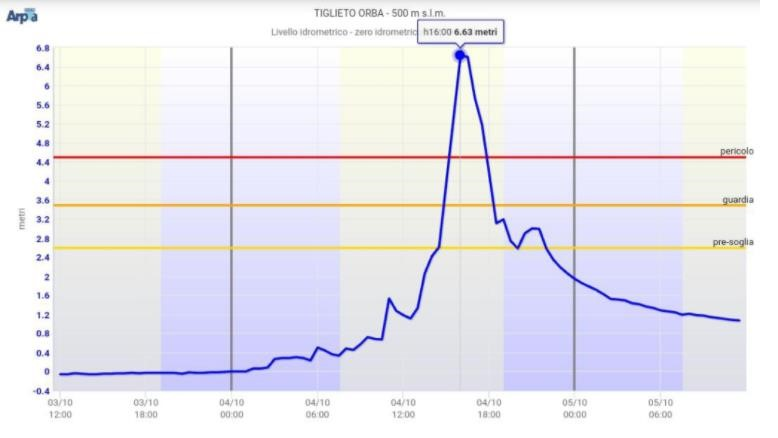 Arpa
TIGLIETO ORBA - 500 m s.l.m.
Livello idrometrico - zero idrometric
h16:00 6.63 metri
6.8
6.4
6
5.6
5.2
4.8
4.4
4
3.6
3.2
2.8
2.4
2
1.6
1.2
0.8
0.4
0
-0.4
metri
pericolo
guardia
pre-soglia
03/10 03/10 04/10 04/10 04/10 04/10 05/10 05/10
12:00 18:00 00:00 06:00 12:00 18:00 00:00 06:00